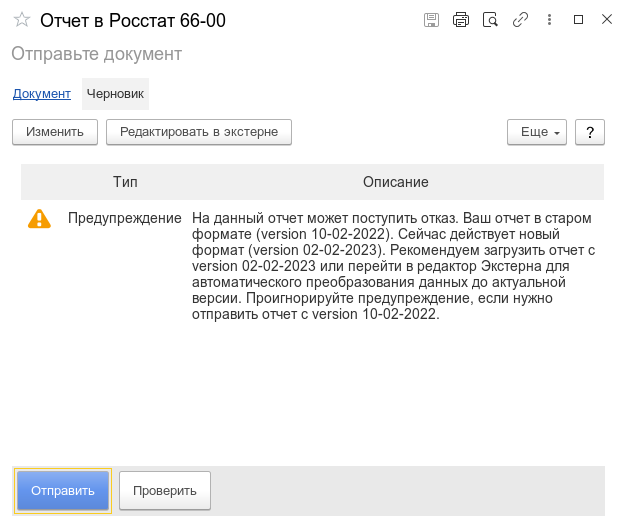 Отчет в Росстат 66-00
Отправьте документ
Документ Черновик
Изменить Редактировать в экстерне Еще ?
Тип Описание
Предупреждение На данный отчет может поступить отказ. Ваш отчет в старом
формате (version 10-02-2022). Сейчас действует новый
формат (version 02-02-2023). Рекомендуем загрузить отчет с
version 02-02-2023 или перейти в редактор Экстерна для
автоматического преобразования данных до актуальной
версии. Проигнорируйте предупреждение, если нужно
отправить отчет с version 10-02-2022.
Отправить Проверить